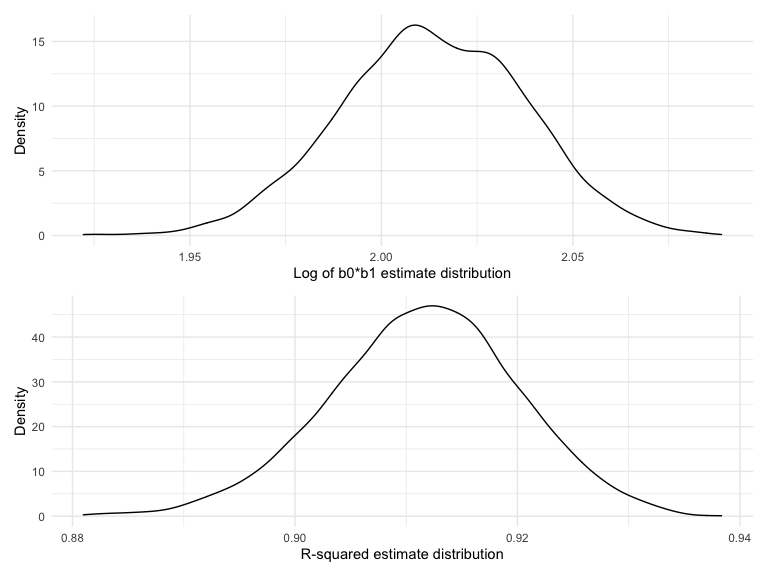 15
10
5
0
Density
1.95 2.00 2.05
Log of b0*b1 estimate distribution
40
30
20
10
0
Density
0.88 0.90 0.92 0.94
R-squared estimate distribution